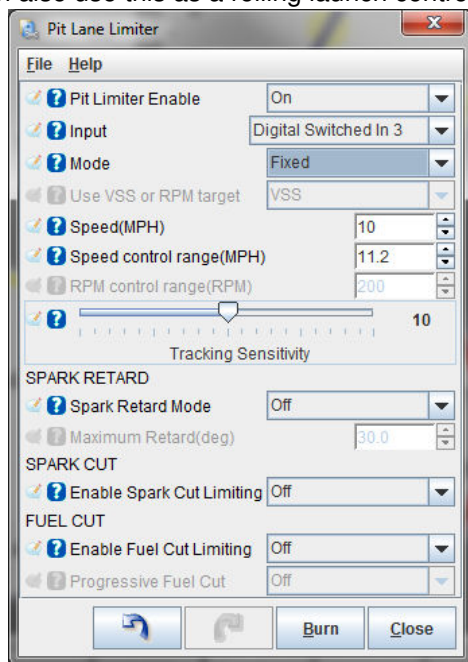 also use this as a rolling launch contro
Pit Lane Limiter
File Help
Pit Limiter Enable On
Input Digital Switched In 3
Mode Fixed
Use VSS or RPM target VSS
Speed(MPH) 10
Speed control range(MPH) 11.2
RPM control range(RPM) 200
10
Tracking Sensitivity
SPARK RETARD
Spark Retard Mode Off
Maximum Retard(deg) 30.0
SPARK CUT
Enable Spark Cut Limiting Off
FUEL CUT
Enable Fuel Cut Limiting Off
Progressive Fuel Cut Off
Burn Close